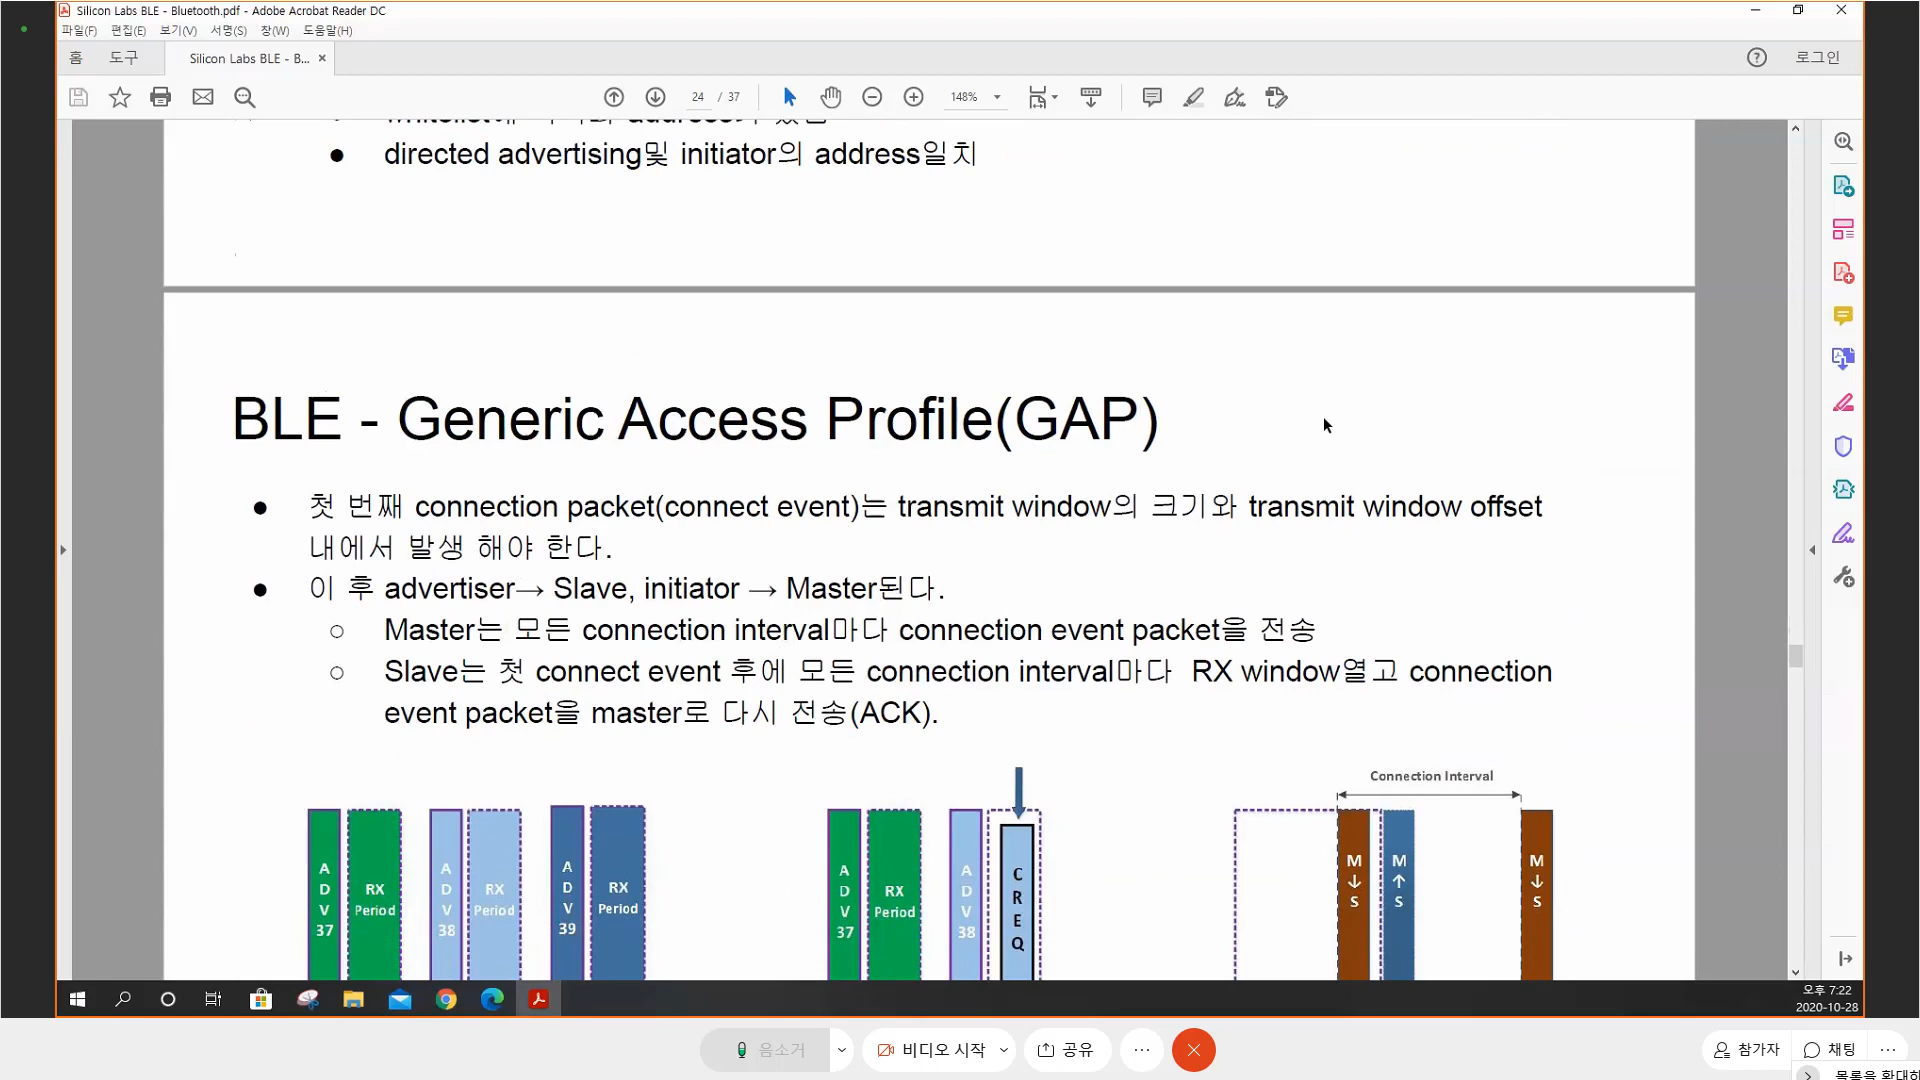 Silicon Labs BLE - Bluetooth.pdf - Adobe Acrobat Reader DC
파일(F) 편집(E) 보기(V) 서명(S) 창(W) 도움말(H)
홈 도구 Silicon Labs BLE - B... × 로그인
24 / 37 148%
directed advertising및 initiator의 address일치
BLE - Generic Access Profile(GAP)
● 첫 번째 connection packet(connect event)는 transmit window의 크기와 transmit window offset
내에서 발생 해야 한다.
● 이 후 advertiser→ Slave, initiator → Master된다.
○ Master는 모든 connection interval마다 connection event packet을 전송
○ Slave는 첫 connect event 후에 모든 connection interval마다 RX window열고 connection
event packet을 master로 다시 전송(ACK).
Connection Interval
ADV 37
RX Period
ADV 38
RX Period
ADV 39
RX Period
ADV 37
RX Period
ADV 38
CREQ
M↓S
M↑S
M↓S
오후 7:22
2020-10-28
음소거 비디오 시작 공유 ... 참가자 채팅 ...